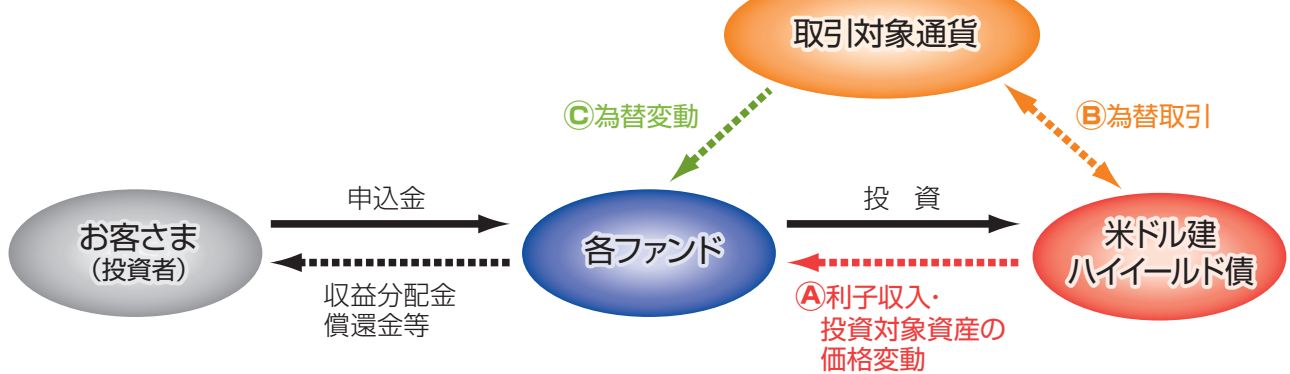 取引対象通貨
Ⓒ為替変動
Ⓑ為替取引
申込金
投 資
お客さま
(投資者)
各ファンド
米ドル建
ハイイールド債
収益分配金
償還金等
Ⓐ利子収入・
投資対象資産の
価格変動